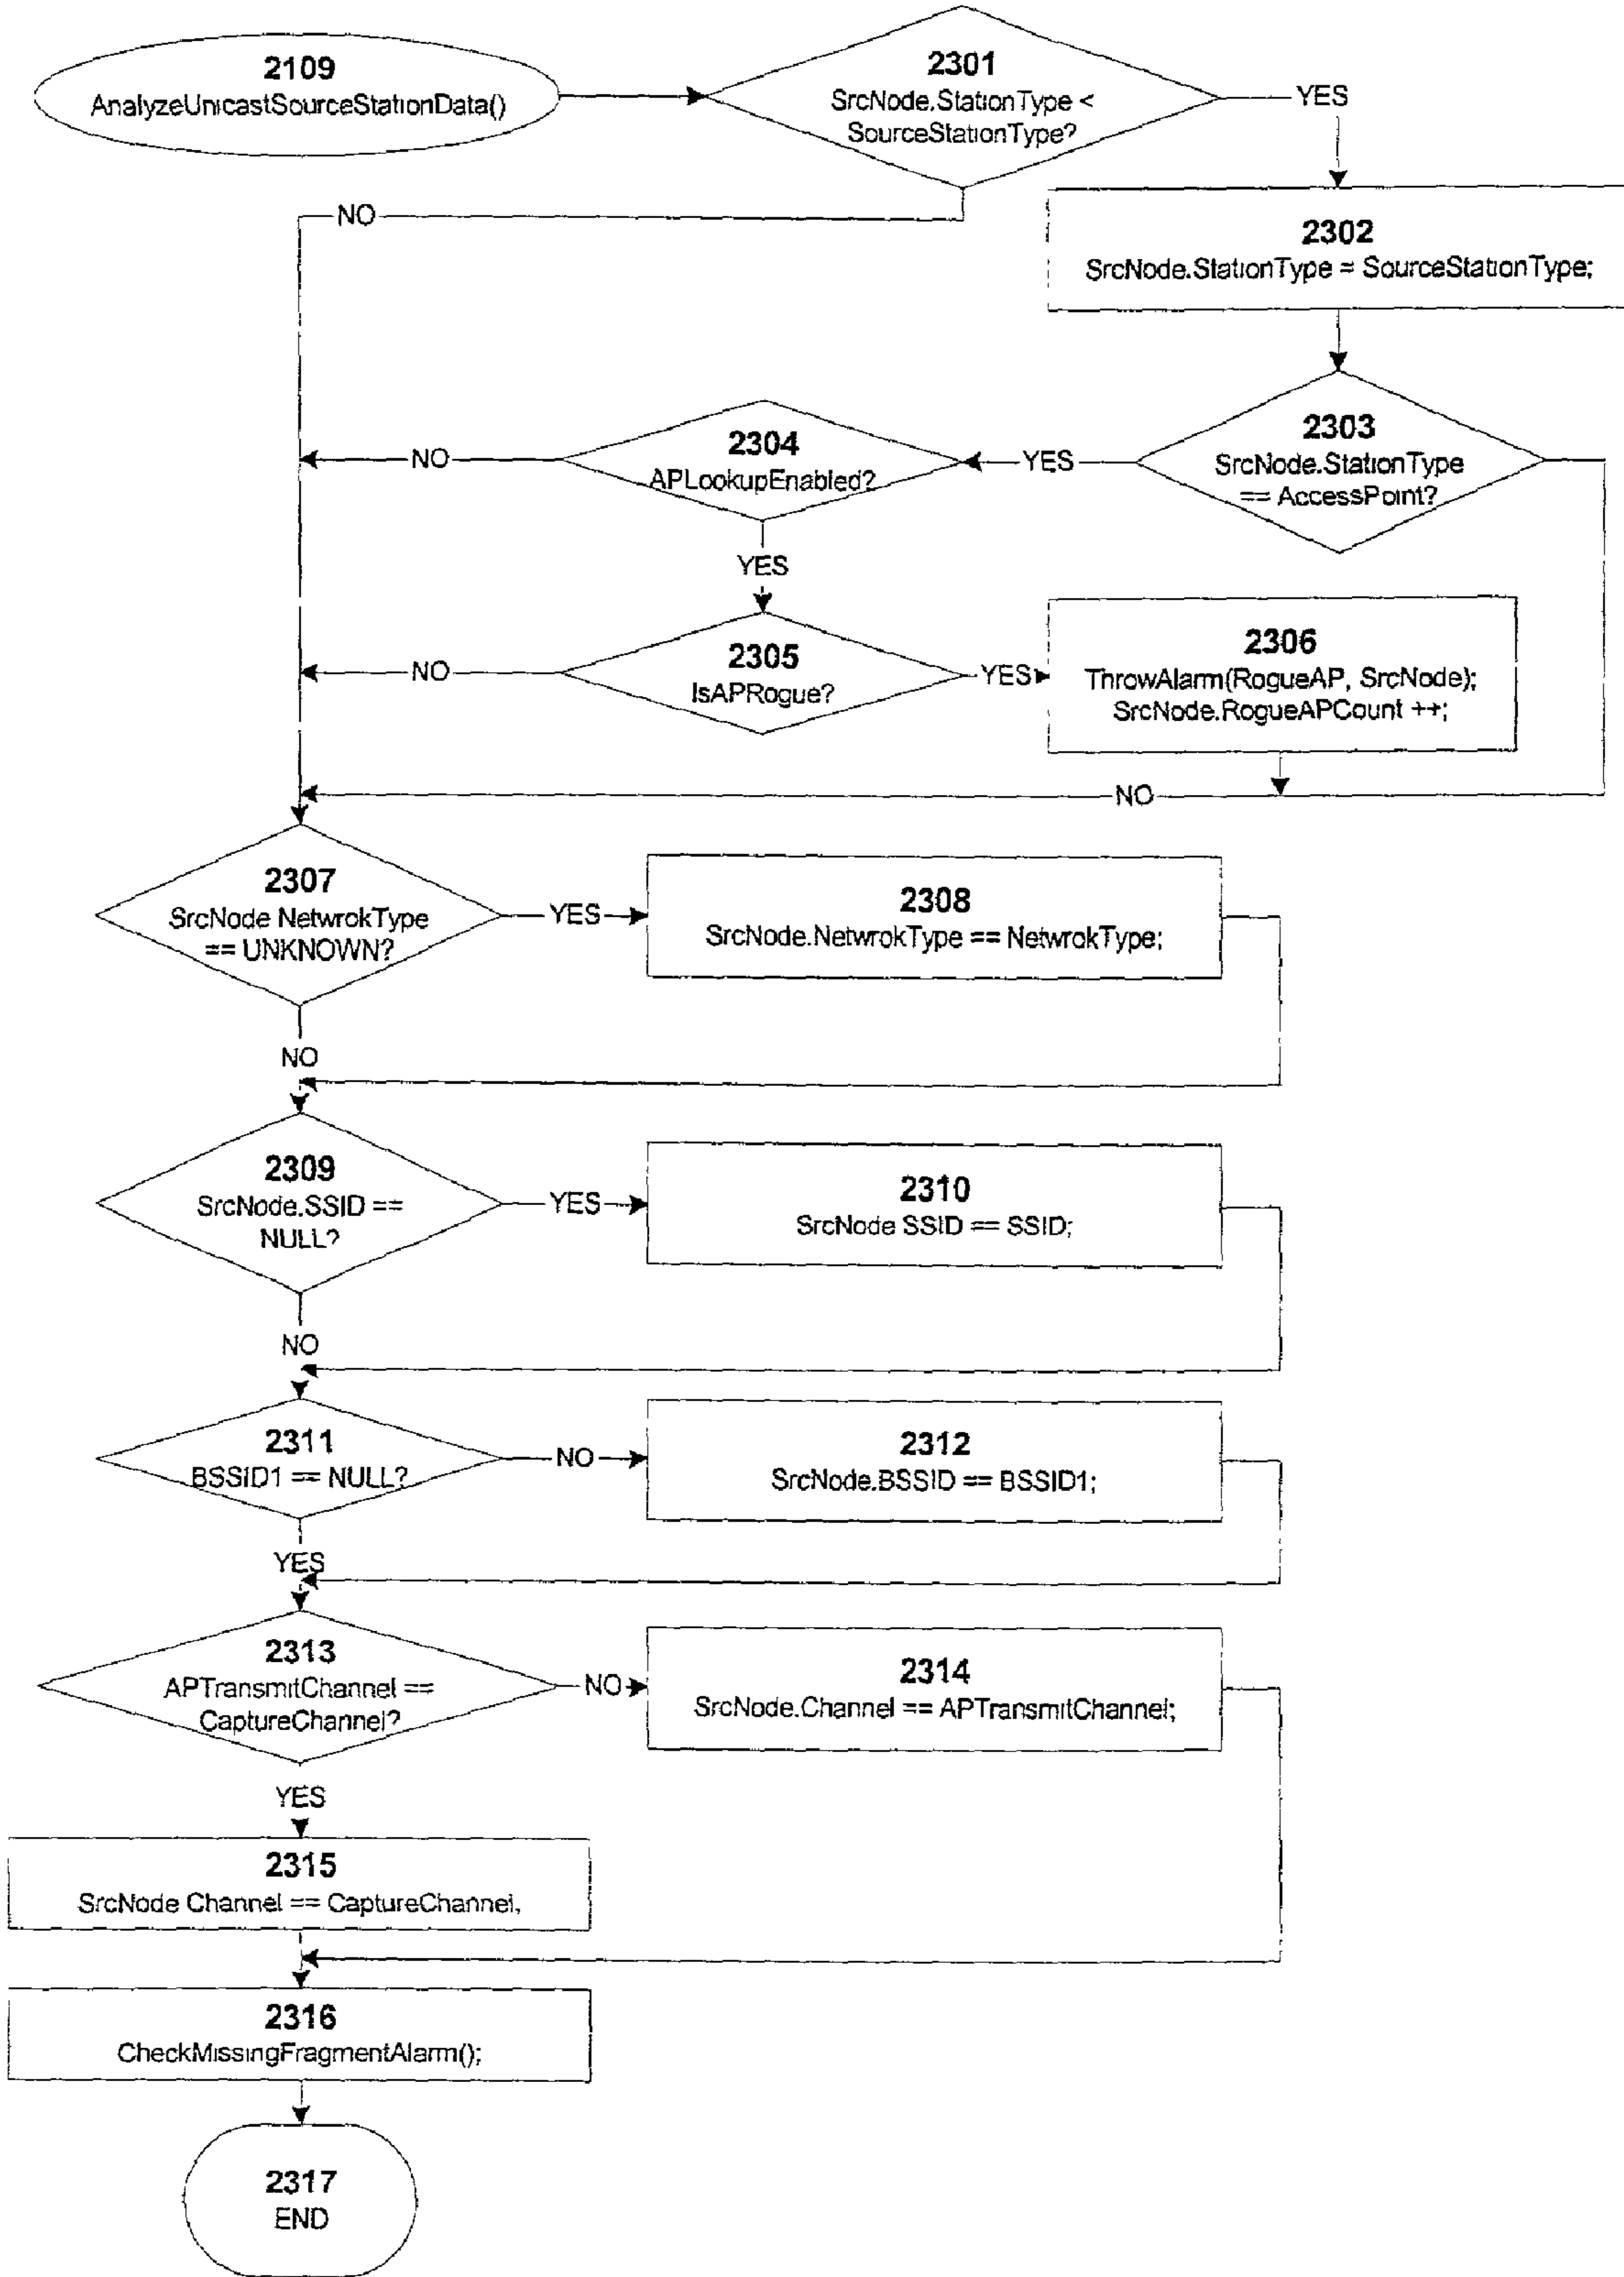 2109
AnalyzeUnicastSourceStationData()
2301
SrcNode.StationType <
SourceStationType?
YES
NO
2302
SrcNode.StationType = SourceStationType;
2303
SrcNode.StationType
== AccessPoint?
YES
2304
APLookupEnabled?
NO
YES
2305
IsAPRogue?
NO
YES
2306
ThrowAlarm(RogueAP, SrcNode);
SrcNode.RogueAPCount ++;
NO
2307
SrcNode NetwrokType
== UNKNOWN?
YES
2308
SrcNode.NetwrokType == NetwrokType;
NO
2309
SrcNode.SSID ==
NULL?
YES
2310
SrcNode SSID == SSID;
NO
2311
BSSID1 == NULL?
NO
2312
SrcNode.BSSID == BSSID1;
YES
2313
APTransmitChannel ==
CaptureChannel?
NO
2314
SrcNode.Channel == APTransmitChannel;
YES
2315
SrcNode Channel == CaptureChannel,
2316
CheckMissingFragmentAlarm();
2317
END